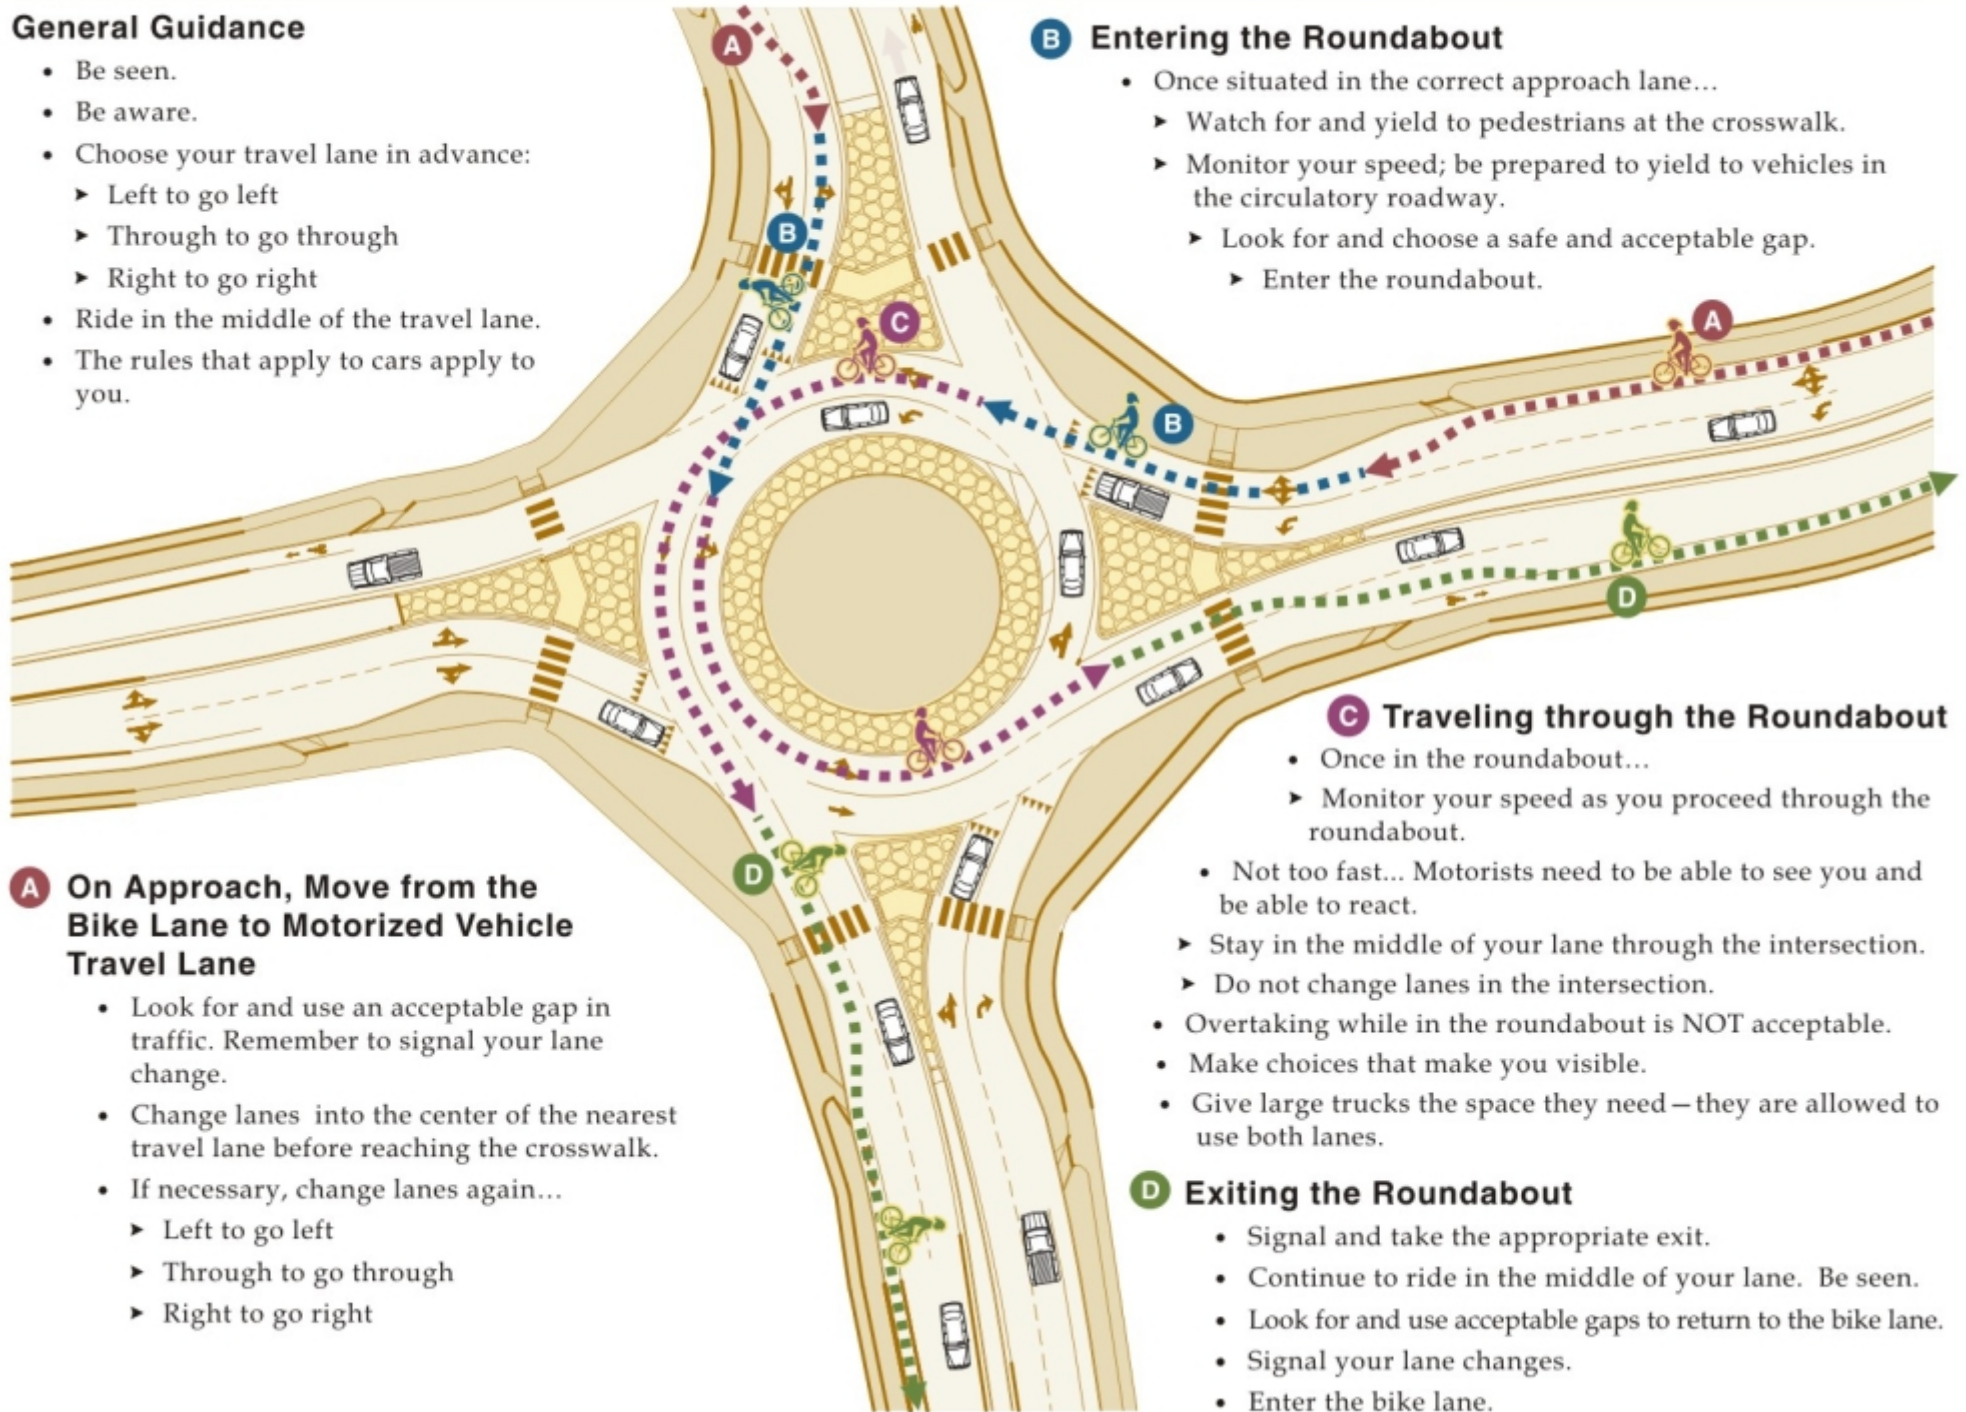 General Guidance
• Be seen.
• Be aware.
• Choose your travel lane in advance:
➤ Left to go left
➤ Through to go through
➤ Right to go right
• Ride in the middle of the travel lane.
• The rules that apply to cars apply to
you.
A
B
C
B Entering the Roundabout
• Once situated in the correct approach lane…
➤ Watch for and yield to pedestrians at the crosswalk.
➤ Monitor your speed; be prepared to yield to vehicles in
the circulatory roadway.
➤ Look for and choose a safe and acceptable gap.
➤ Enter the roundabout.
A
B
D
D
A On Approach, Move from the
Bike Lane to Motorized Vehicle
Travel Lane
• Look for and use an acceptable gap in
traffic. Remember to signal your lane
change.
• Change lanes into the center of the nearest
travel lane before reaching the crosswalk.
• If necessary, change lanes again…
➤ Left to go left
➤ Through to go through
➤ Right to go right
C Traveling through the Roundabout
• Once in the roundabout…
➤ Monitor your speed as you proceed through the
roundabout.
• Not too fast... Motorists need to be able to see you and
be able to react.
➤ Stay in the middle of your lane through the intersection.
➤ Do not change lanes in the intersection.
• Overtaking while in the roundabout is NOT acceptable.
• Make choices that make you visible.
• Give large trucks the space they need—they are allowed to
use both lanes.
D Exiting the Roundabout
• Signal and take the appropriate exit.
• Continue to ride in the middle of your lane. Be seen.
• Look for and use acceptable gaps to return to the bike lane.
• Signal your lane changes.
• Enter the bike lane.